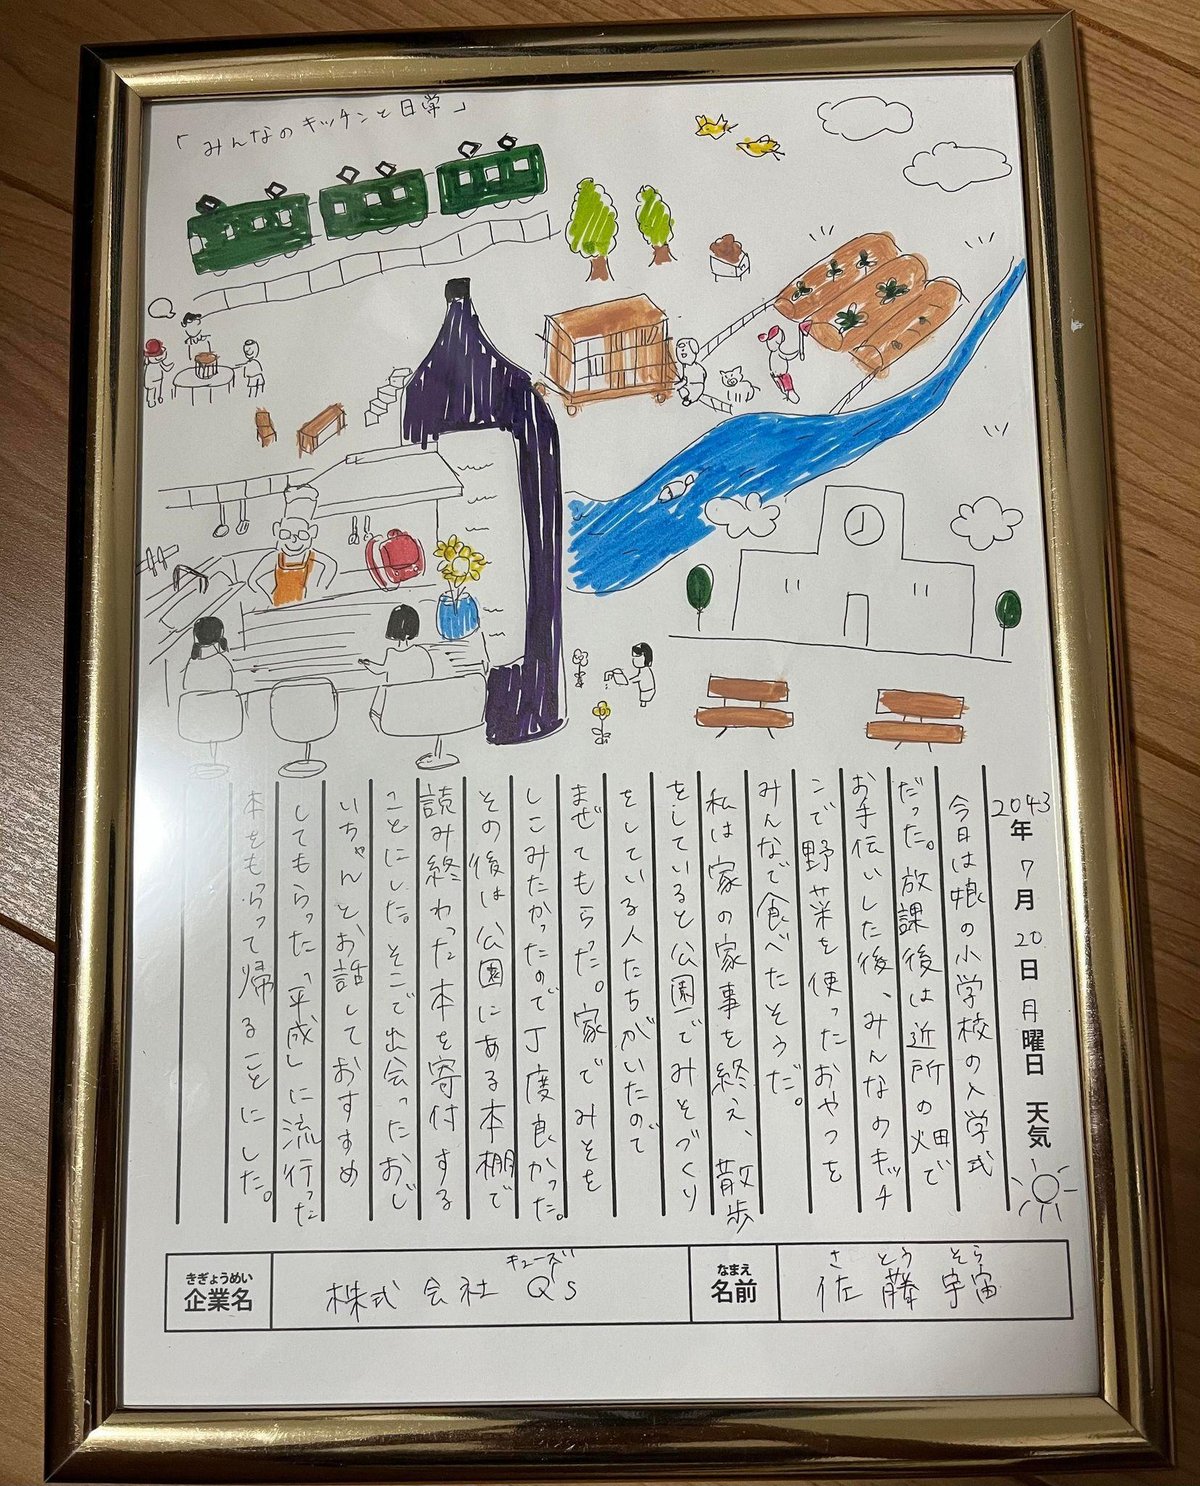 「みんなのキッチンと日常」
2043年 7月 20日 月曜日 天気
今日は娘の小学校の入学式
だった。放課後は近所の畑で
お手伝いした後、みんなのキッチ
こで野菜を使ったおやつを
みんなで食べたそうだ。
私は家の家事を終え、散歩
をしていると公園でみそづくり
をしている人たちがいたので
まぜてもらった。家でみそを
しこみたかったので丁度良かった。
その後は公園にある本棚で
読み終わった本を寄付する
ことにした。そこで出会ったおじ
いちゃんとお話しておすすめ
してもらった「平成」に流行った
本をもらって帰ることにした。
きぎょうめい
企業名
キューズ
株式会社 Qs
なまえ
名前
さとう そら
佐藤 宇宙